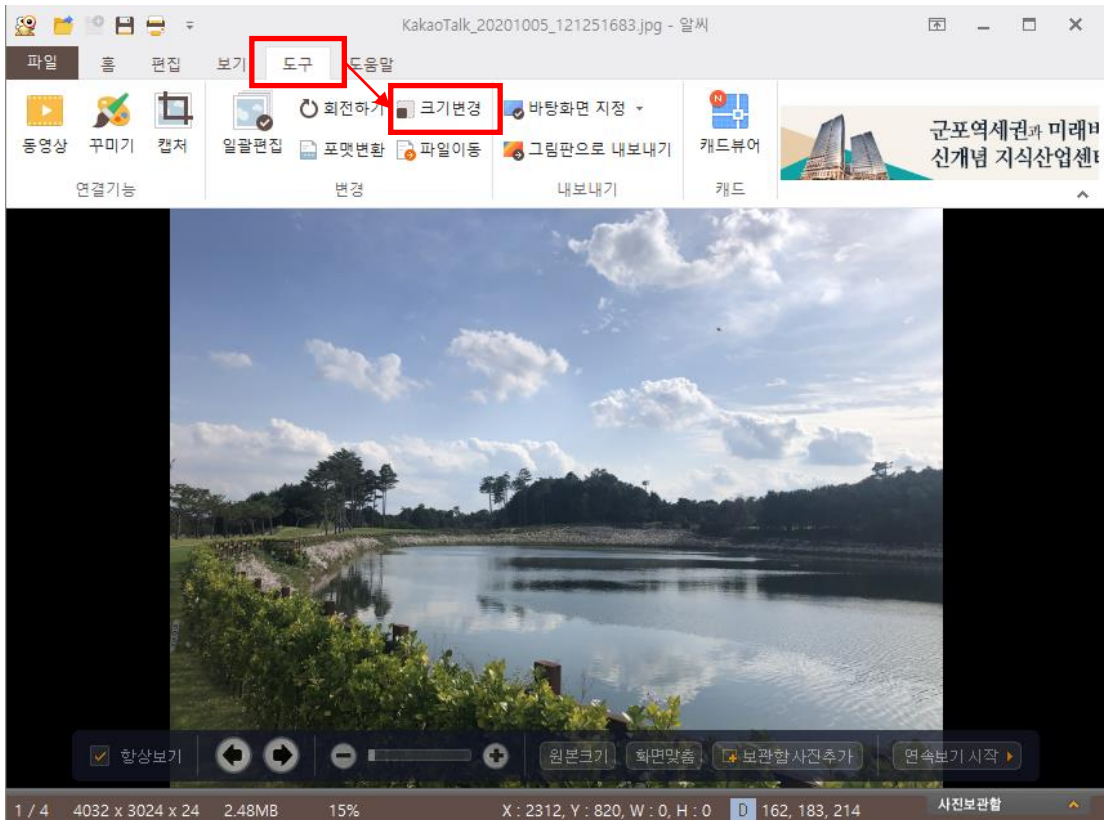 KakaoTalk_20201005_121251683.jpg - 알씨
파일 홈 편집 보기 도구 도움말
회전하기 크기변경 바탕화면 지정
동영상 꾸미기 캡처 일괄편집 포맷변환 파일이동 그림판으로 내보내기 캐드뷰어
N
군포역세권과 미래
신개념 지식산업센
연결기능 변경 내보내기 캐드
항상보기 원본크기 화면맞춤 보관함사진추가 연속보기 시작
1 / 4 4032 x 3024 x 24 2.48MB 15% X : 2312, Y : 820, W : 0, H : 0 D 162, 183, 214 사진보관함